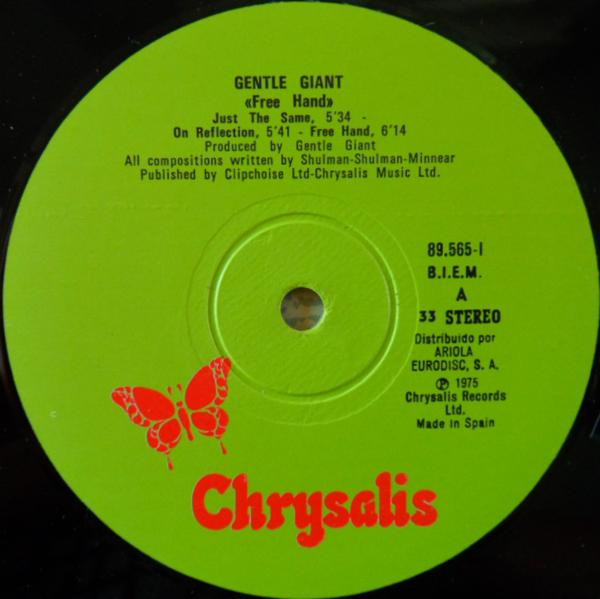 GENTLE GIANT
«Free Hand»
Just The Same, 5'34 -
On Reflection, 5'41 - Free Hand, 6'14
Produced by Gentle Giant
All compositions written by Shulman-Shulman-Minnear
Published by Clipchoise Ltd-Chrysalis Music Ltd.
89.565-I
B.I.E.M.
A
33 STEREO
Distribuido por
ARIOLA
EURODISC, S. A.
Ⓟ 1975
Chrysalis Records
Ltd.
Made in Spain
Chrysalis